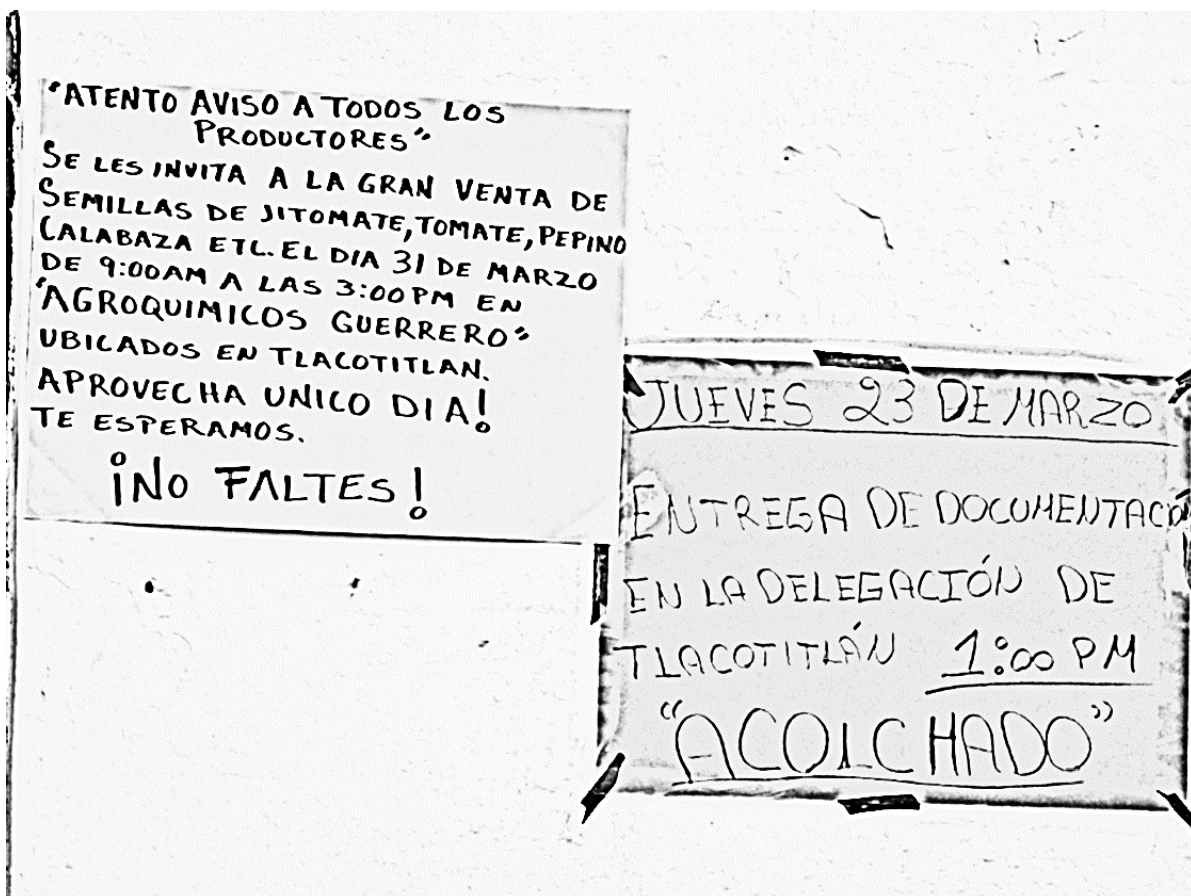 "ATENTO AVISO A TODOS LOS
PRODUCTORES"
SE LES INVITA A LA GRAN VENTA DE
SEMILLAS DE JITOMATE, TOMATE, PEPINO
CALABAZA ETC. EL DIA 31 DE MARZO
DE 9:00AM A LAS 3:00PM EN
"AGROQUIMICOS GUERRERO"
UBICADOS EN TLACOTITLAN.
APROVECHA UNICO DIA!
TE ESPERAMOS.
¡NO FALTES!
JUEVES 23 DE MARZO
ENTREGA DE DOCUMENTACIÓ
EN LA DELEGACIÓN DE
TLACOTITLÁN 1:00 PM
"ACOLCHADO"